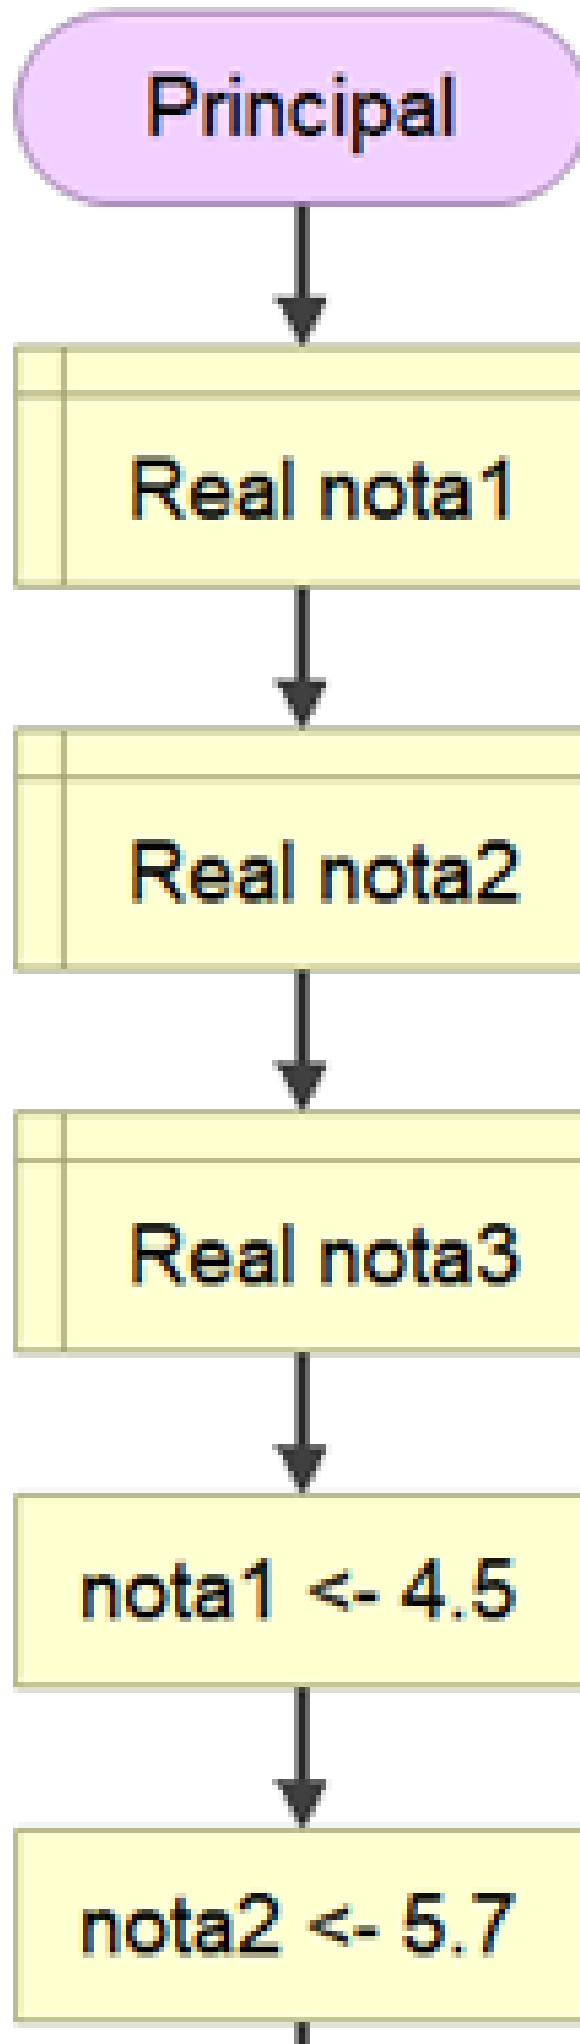 Principal
Real nota1
Real nota2
Real nota3
nota1 <- 4.5
nota2 <- 5.7